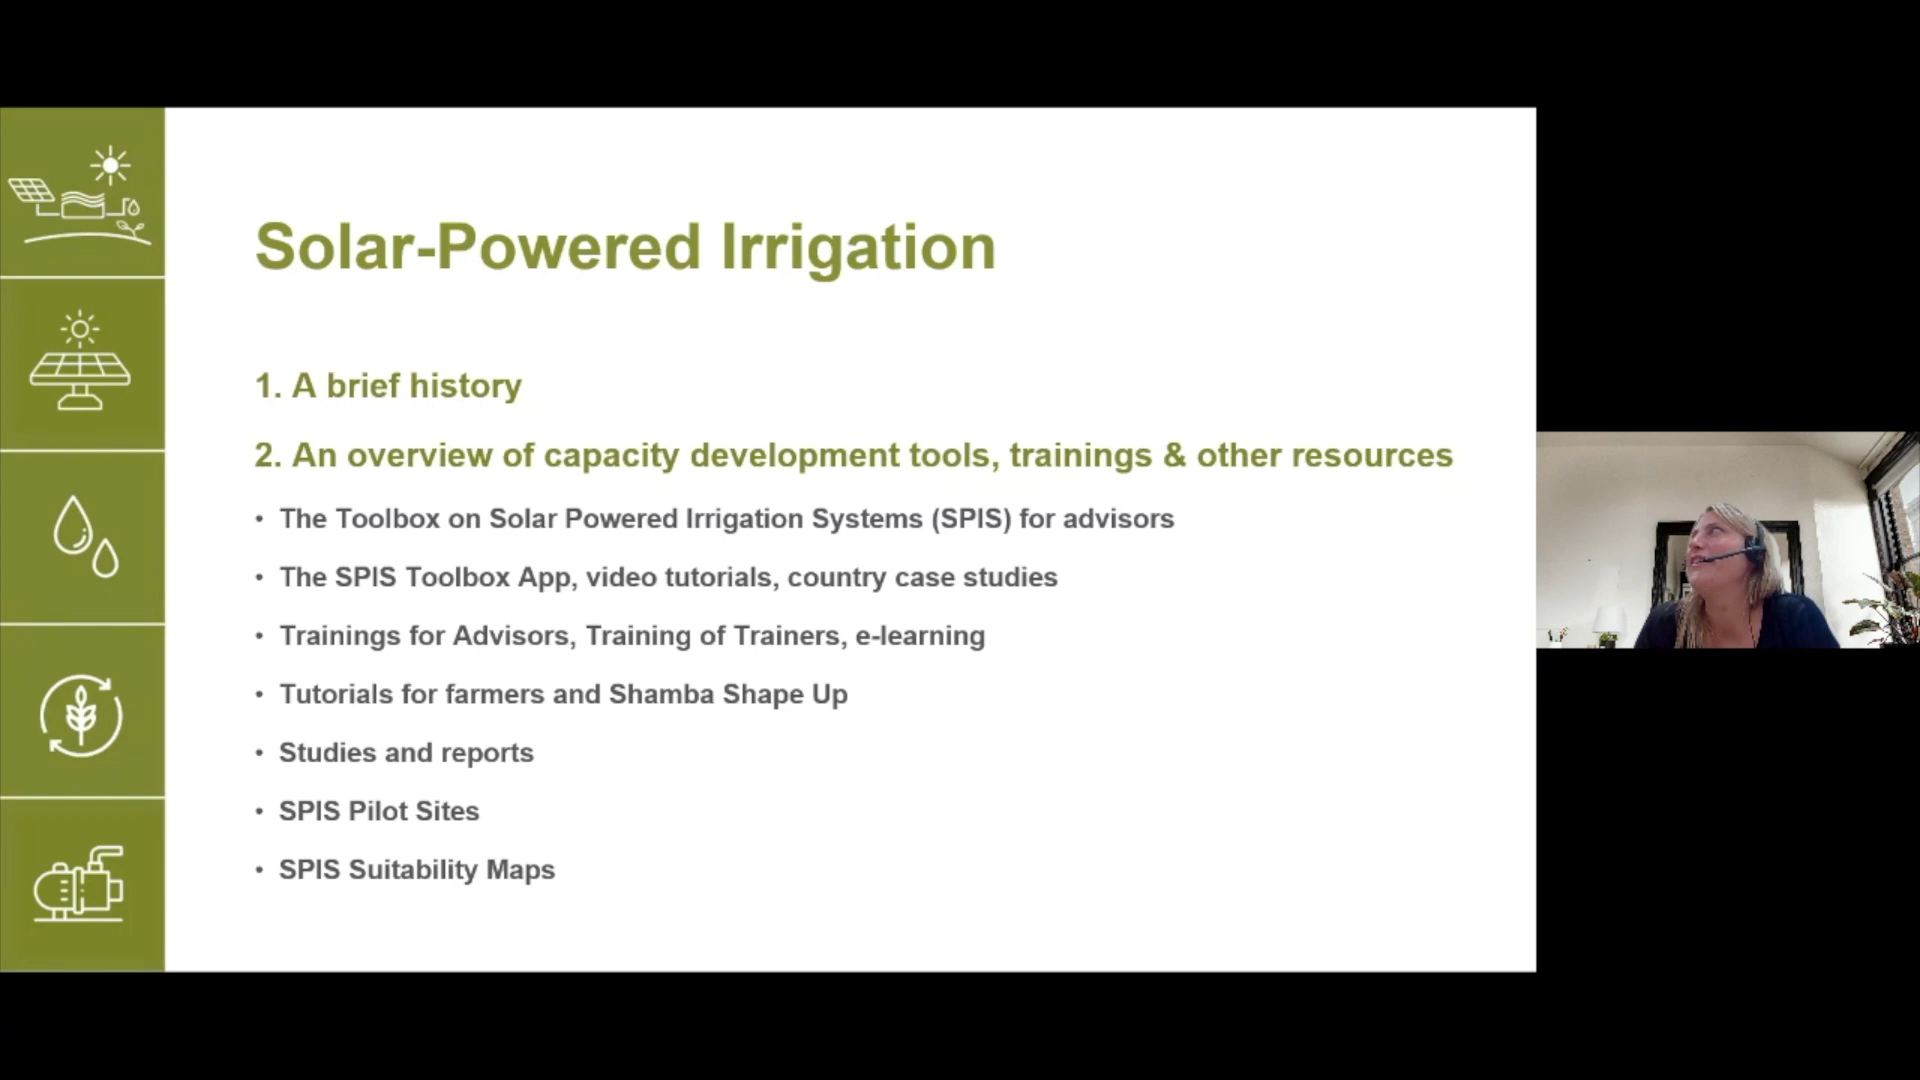 Solar-Powered Irrigation
1. A brief history
2. An overview of capacity development tools, trainings & other resources
• The Toolbox on Solar Powered Irrigation Systems (SPIS) for advisors
• The SPIS Toolbox App, video tutorials, country case studies
• Trainings for Advisors, Training of Trainers, e-learning
• Tutorials for farmers and Shamba Shape Up
• Studies and reports
• SPIS Pilot Sites
• SPIS Suitability Maps